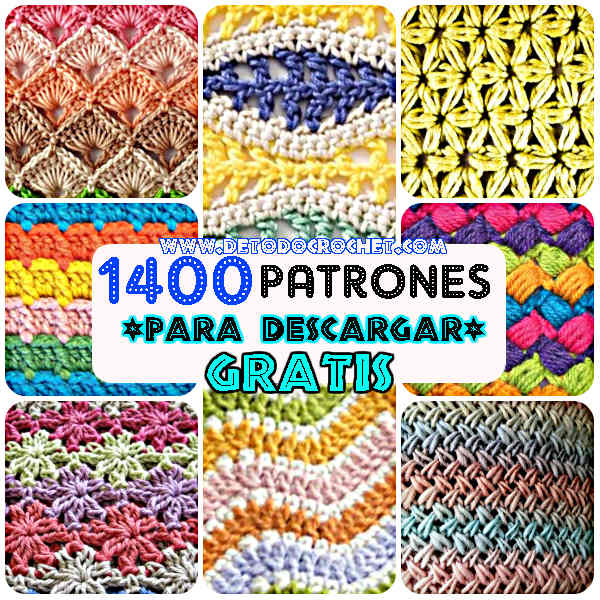 WWW.DETODOCROCHET.COM
1400 PATRONES
*PARA DESCARGAR*
GRATIS